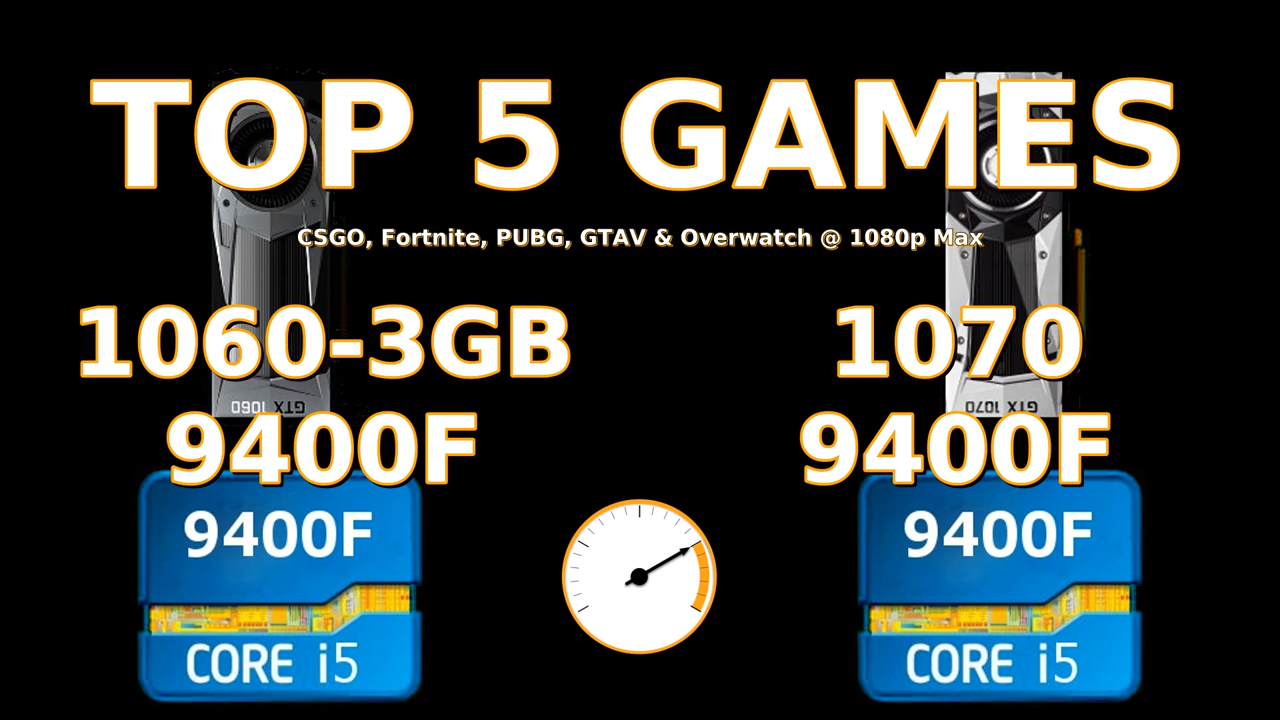 TOP 5 GAMES
CSGO, Fortnite, PUBG, GTAV & Overwatch @ 1080p Max
1060-3GB
1070
GTX 1060
GTX 1070
9400F
9400F
9400F
9400F
CORE i5
CORE i5